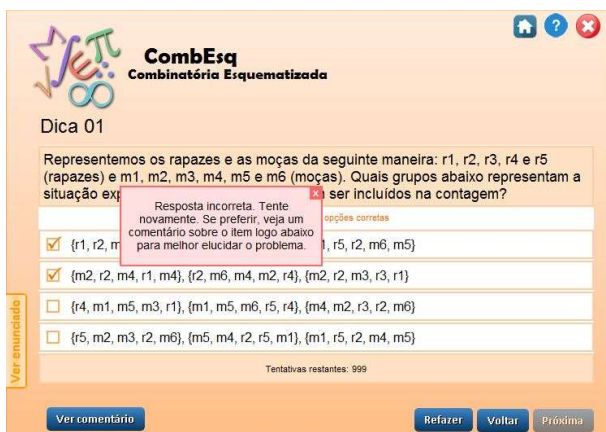 CombEsq
Combinatória Esquematizada
Dica 01
Representemos os rapazes e as moças da seguinte maneira: r1, r2, r3, r4 e r5
(rapazes) e m1, m2, m3, m4, m5 e m6 (moças). Quais grupos abaixo representam a
situação exp ser incluídos na contagem?
Resposta incorreta. Tente
novamente. Se preferir, veja um
comentário sobre o item logo abaixo
para melhor elucidar o problema.
opções corretas
{r1, r2, m 1, r5, r2, m6, m5}
{m2, r2, m4, r1, m4}, {r2, m6, m4, m2, r4}, {m2, r2, m3, r3, r1}
{r4, m1, m5, m3, r1}, {m1, m5, m6, r5, r4}, {m4, m2, r3, r2, m6}
{r5, m2, m3, r2, m6}, {m5, m4, r2, r5, m1}, {m1, r5, r2, m4, m5}
Tentativas restantes: 999
Ver enunciado
Ver comentário
Refazer Voltar Próxima